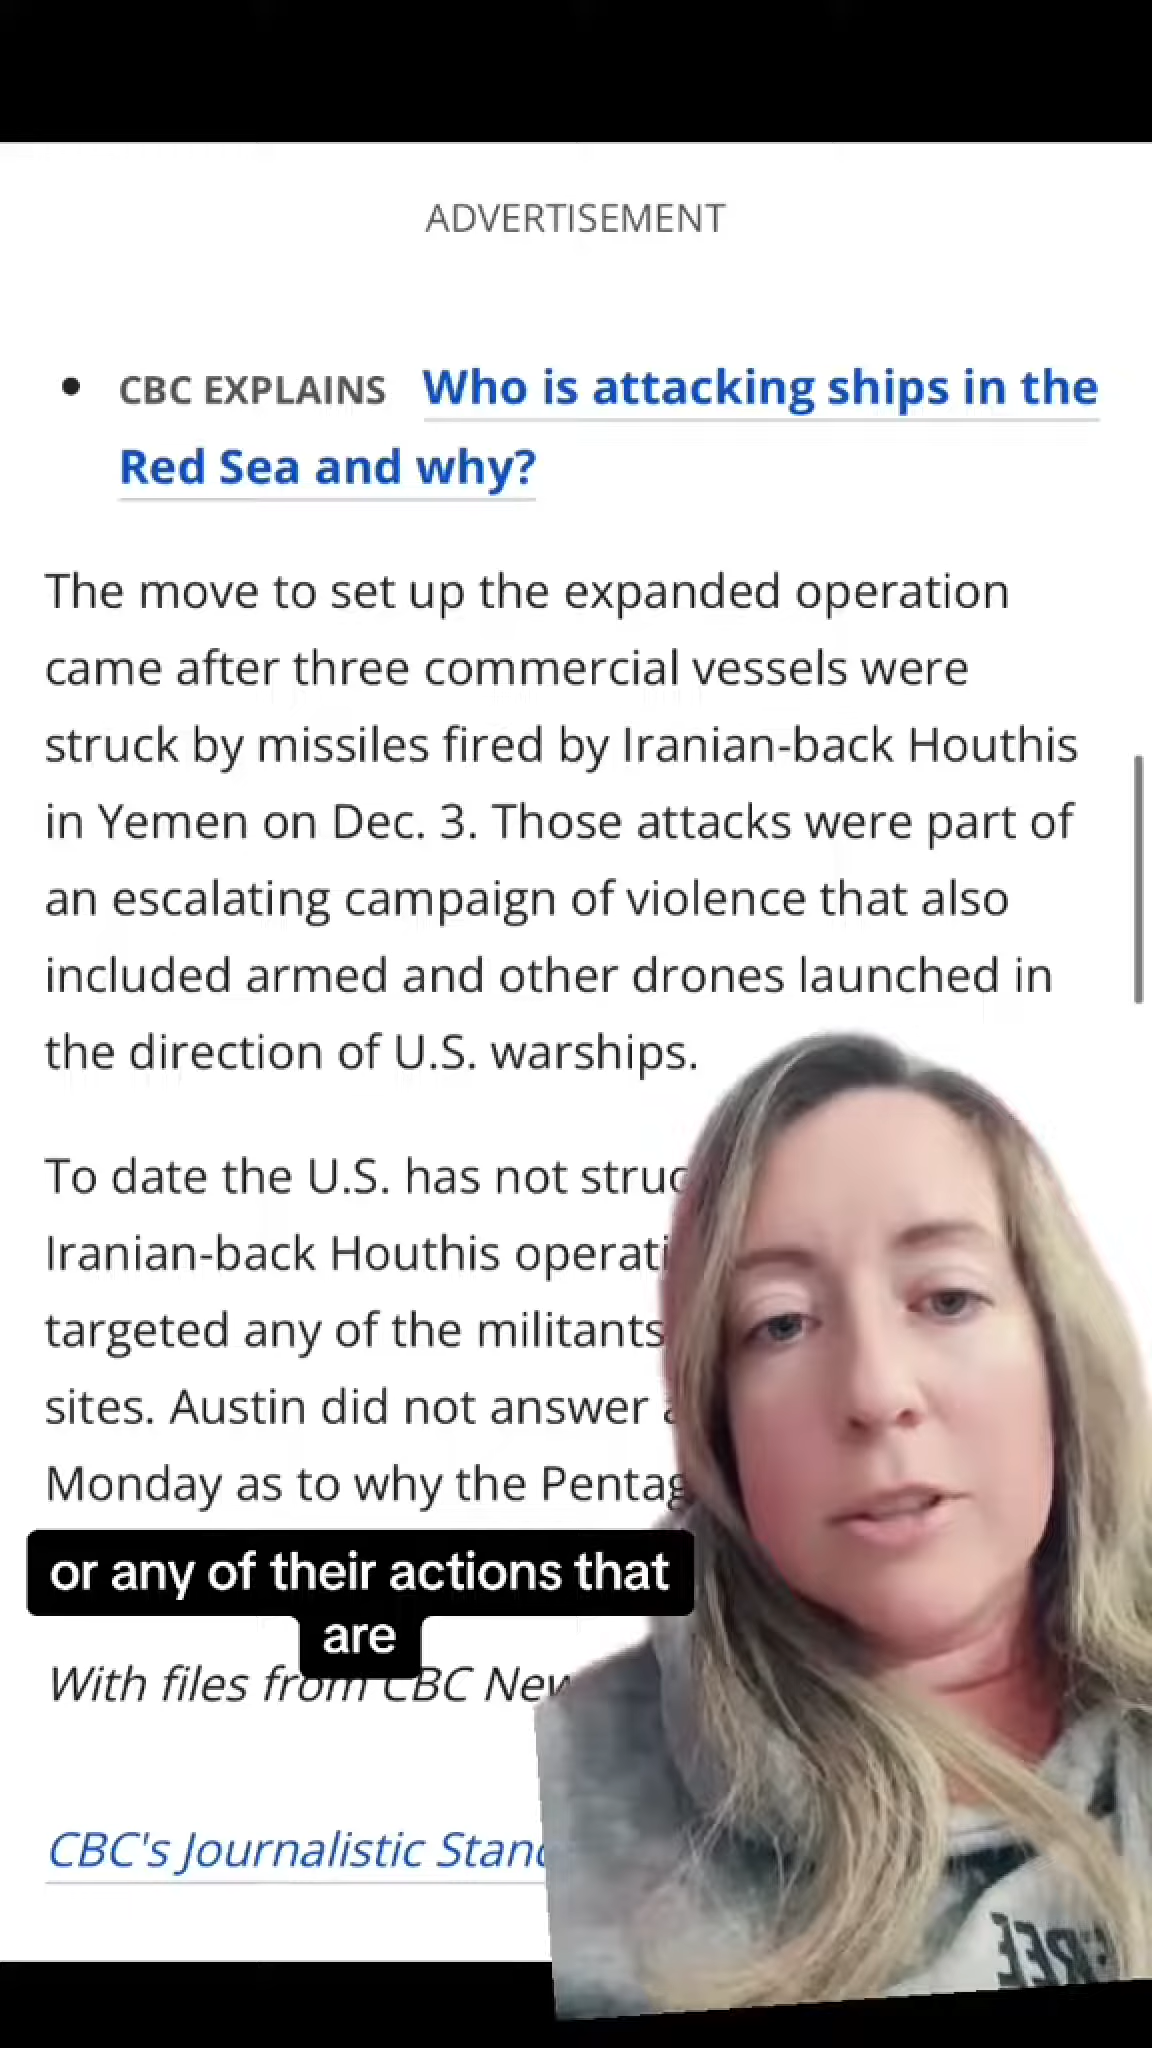 ADVERTISEMENT
• CBC EXPLAINS Who is attacking ships in the
Red Sea and why?
The move to set up the expanded operation
came after three commercial vessels were
struck by missiles fired by Iranian-back Houthis
in Yemen on Dec. 3. Those attacks were part of
an escalating campaign of violence that also
included armed and other drones launched in
the direction of U.S. warships.
To date the U.S. has not
Iranian-back Houthis
targeted any of the militants
sites. Austin did not answer
Monday as to why the
or any of their actions that
are
With files from CBC
CBC's Journalistic